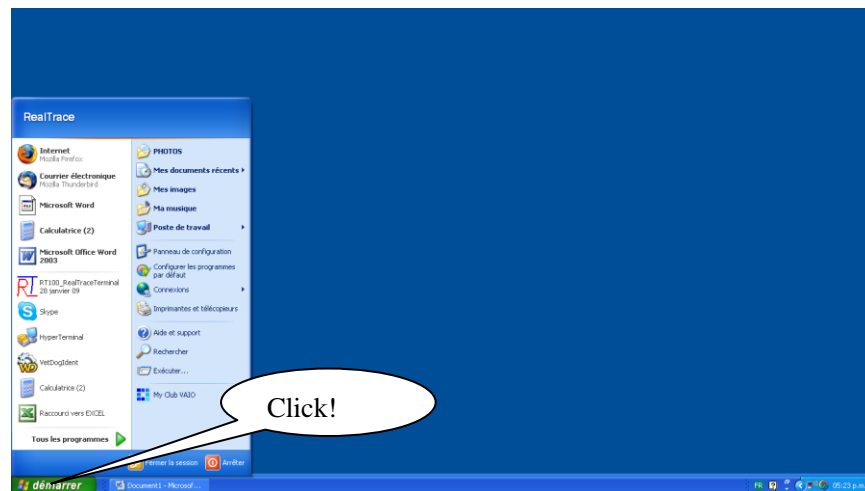 RealTrace
Internet
Mozilla Firefox
Courrier électronique
Mozilla Thunderbird
Microsoft Word
Calculatrice (2)
Microsoft Office Word
2003
RT100_RealTraceTerminal
28 janvier 09
Skype
HyperTerminal
VetDogIdent
Calculatrice (2)
Raccourci vers EXCEL
Tous les programmes
PHOTOS
Mes documents récents
Mes images
Ma musique
Poste de travail
Panneau de configuration
Configurer les programmes
par défaut
Connexions
Imprimantes et télécopieurs
Aide et support
Rechercher
Exécuter...
My Club VAIO
Click!
Fermer la session
Arrêter
démarrer
Document1 - Microsof...
FR
05:23 p.m.